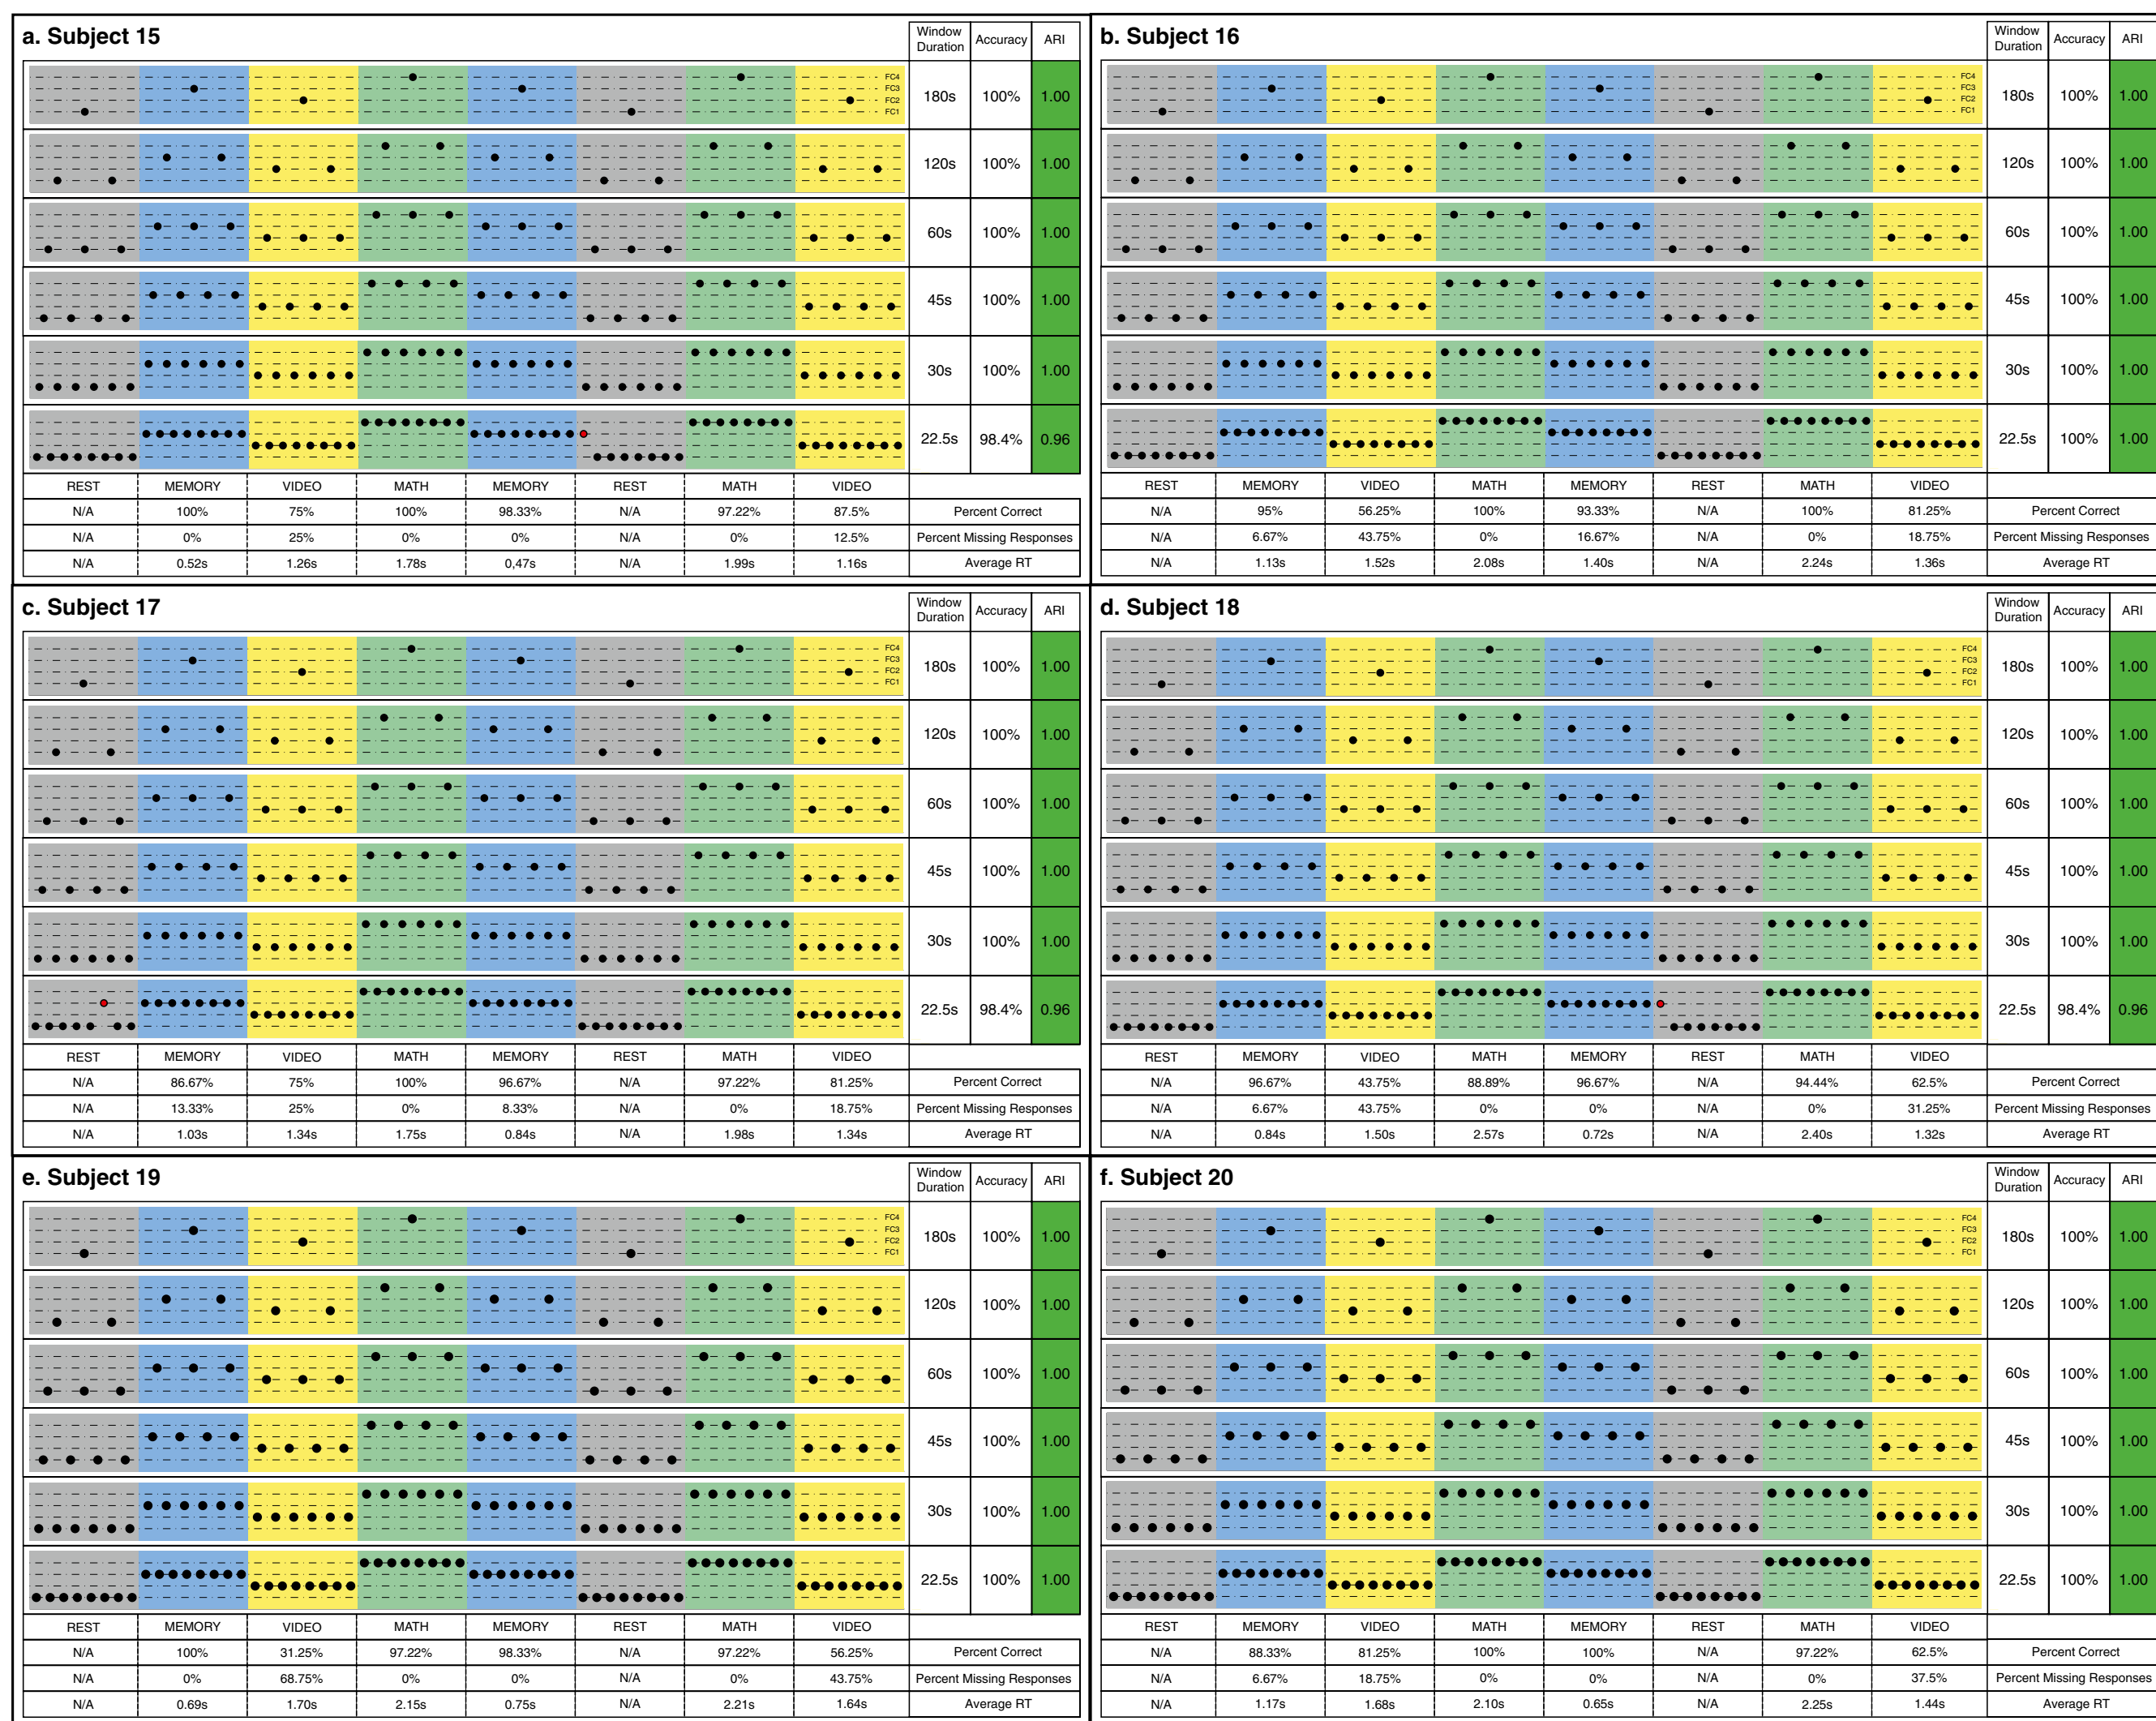 a. Subject 15
Window Duration Accuracy ARI
FC4
FC3
FC2
FC1
180s 100% 1.00
120s 100% 1.00
60s 100% 1.00
45s 100% 1.00
30s 100% 1.00
22.5s 98.4% 0.96
REST MEMORY VIDEO MATH MEMORY REST MATH VIDEO
N/A 100% 75% 100% 98.33% N/A 97.22% 87.5% Percent Correct
N/A 0% 25% 0% 0% N/A 0% 12.5% Percent Missing Responses
N/A 0.52s 1.26s 1.78s 0,47s N/A 1.99s 1.16s Average RT
b. Subject 16
Window Duration Accuracy ARI
FC4
FC3
FC2
FC1
180s 100% 1.00
120s 100% 1.00
60s 100% 1.00
45s 100% 1.00
30s 100% 1.00
22.5s 100% 1.00
REST MEMORY VIDEO MATH MEMORY REST MATH VIDEO
N/A 95% 56.25% 100% 93.33% N/A 100% 81.25% Percent Correct
N/A 6.67% 43.75% 0% 16.67% N/A 0% 18.75% Percent Missing Responses
N/A 1.13s 1.52s 2.08s 1.40s N/A 2.24s 1.36s Average RT
c. Subject 17
Window Duration Accuracy ARI
FC4
FC3
FC2
FC1
180s 100% 1.00
120s 100% 1.00
60s 100% 1.00
45s 100% 1.00
30s 100% 1.00
22.5s 98.4% 0.96
REST MEMORY VIDEO MATH MEMORY REST MATH VIDEO
N/A 86.67% 75% 100% 96.67% N/A 97.22% 81.25% Percent Correct
N/A 13.33% 25% 0% 8.33% N/A 0% 18.75% Percent Missing Responses
N/A 1.03s 1.34s 1.75s 0.84s N/A 1.98s 1.34s Average RT
d. Subject 18
Window Duration Accuracy ARI
FC4
FC3
FC2
FC1
180s 100% 1.00
120s 100% 1.00
60s 100% 1.00
45s 100% 1.00
30s 100% 1.00
22.5s 98.4% 0.96
REST MEMORY VIDEO MATH MEMORY REST MATH VIDEO
N/A 96.67% 43.75% 88.89% 96.67% N/A 94.44% 62.5% Percent Correct
N/A 6.67% 43.75% 0% 0% N/A 0% 31.25% Percent Missing Responses
N/A 0.84s 1.50s 2.57s 0.72s N/A 2.40s 1.32s Average RT
e. Subject 19
Window Duration Accuracy ARI
FC4
FC3
FC2
FC1
180s 100% 1.00
120s 100% 1.00
60s 100% 1.00
45s 100% 1.00
30s 100% 1.00
22.5s 100% 1.00
REST MEMORY VIDEO MATH MEMORY REST MATH VIDEO
N/A 100% 31.25% 97.22% 98.33% N/A 97.22% 56.25% Percent Correct
N/A 0% 68.75% 0% 0% N/A 0% 43.75% Percent Missing Responses
N/A 0.69s 1.70s 2.15s 0.75s N/A 2.21s 1.64s Average RT
f. Subject 20
Window Duration Accuracy ARI
FC4
FC3
FC2
FC1
180s 100% 1.00
120s 100% 1.00
60s 100% 1.00
45s 100% 1.00
30s 100% 1.00
22.5s 100% 1.00
REST MEMORY VIDEO MATH MEMORY REST MATH VIDEO
N/A 88.33% 81.25% 100% 100% N/A 97.22% 62.5% Percent Correct
N/A 6.67% 18.75% 0% 0% N/A 0% 37.5% Percent Missing Responses
N/A 1.17s 1.68s 2.10s 0.65s N/A 2.25s 1.44s Average RT